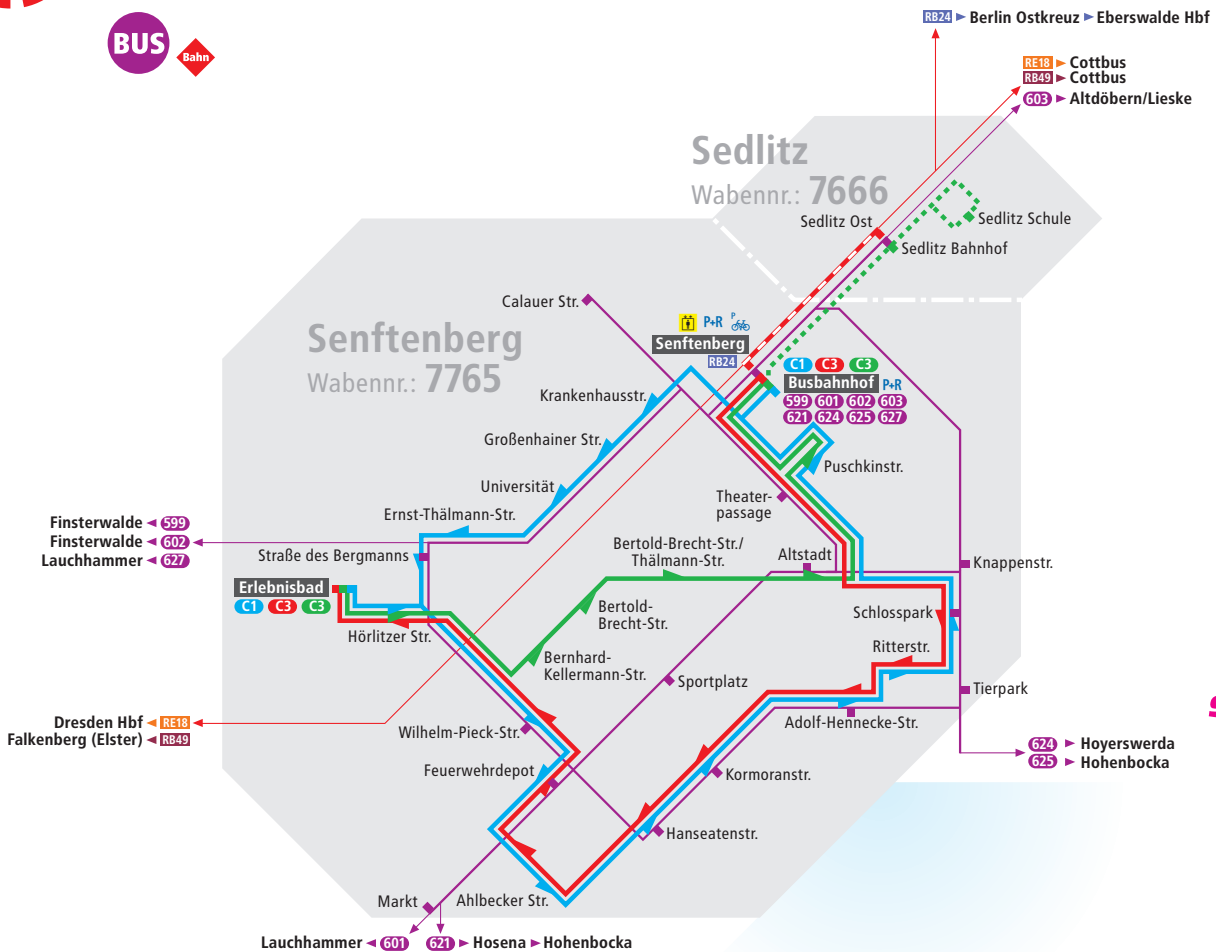 BUS
Bahn
RB24 Berlin Ostkreuz Eberswalde Hbf
RE18 Cottbus
RB49 Cottbus
603 Altdöbern/Lieske
Sedlitz
Wabennr.: 7666
Sedlitz Ost
Sedlitz Schule
Sedlitz Bahnhof
Calauer Str.
Senftenberg
Wabennr.: 7765
P+R P
Senftenberg
RB24
C1 C3 C3
Busbahnhof P+R
599 601 602 603
621 624 625 627
Krankenhausstr.
Großenhainer Str.
Puschkinstr.
Universität
Theater-
passage
Ernst-Thälmann-Str.
Finsterwalde 599
Finsterwalde 602
Lauchhammer 627
Straße des Bergmanns
Bertold-Brecht-Str./
Thälmann-Str.
Altstadt
Knappenstr.
Erlebnisbad
C1 C3 C3
Hörlitzer Str.
Bertold-
Brecht-Str.
Schlosspark
Ritterstr.
Bernhard-
Kellermann-Str.
Sportplatz
Tierpark
Dresden Hbf RE18
Falkenberg (Elster) RB49
Wilhelm-Pieck-Str.
Adolf-Hennecke-Str.
624 Hoyerswerda
625 Hohenbocka
Feuerwehrdepot
Kormoranstr.
Hanseatenstr.
Markt
Ahlbecker Str.
Lauchhammer 601
621 Hosena Hohenbocka